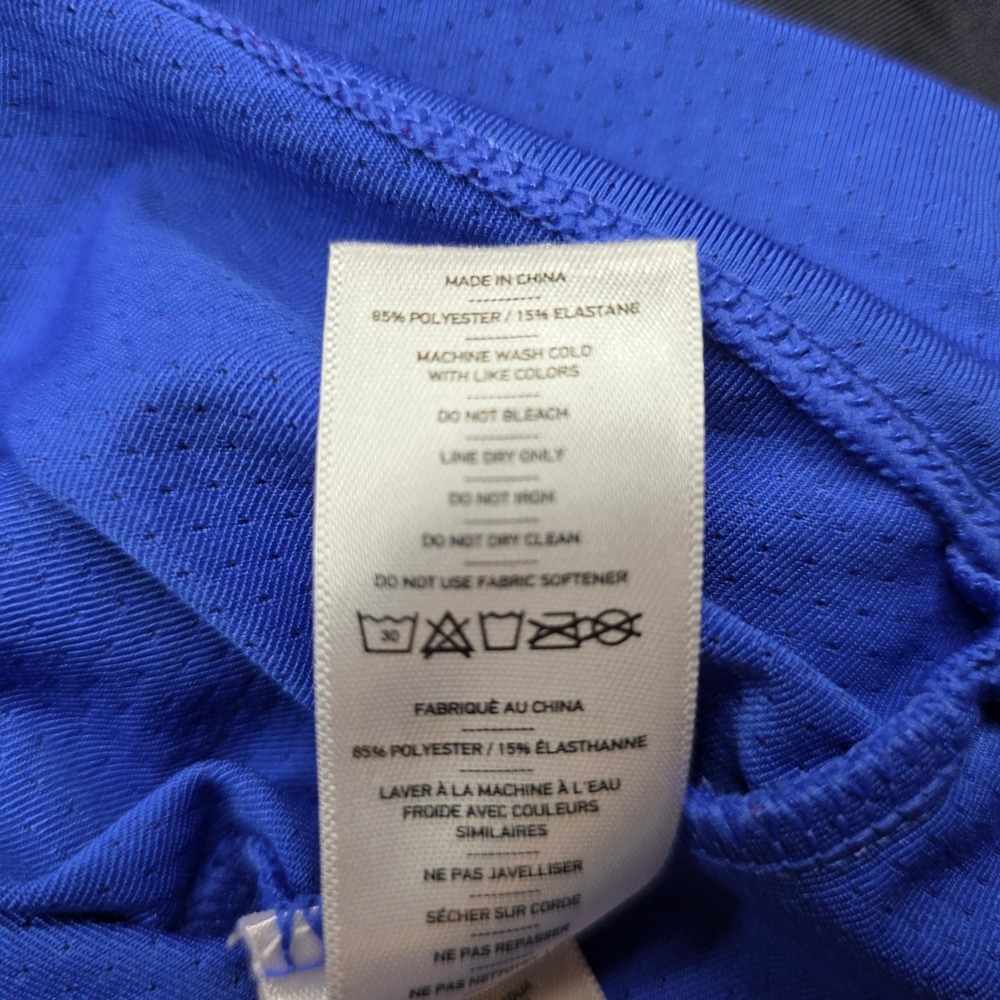 MADE IN CHINA
85% POLYESTER / 15% ELASTANE
MACHINE WASH COLD
WITH LIKE COLORS
DO NOT BLEACH
LINE DRY ONLY
DO NOT IRON
DO NOT DRY CLEAN
DO NOT USE FABRIC SOFTENER
30
FABRIQUÈ AU CHINA
85% POLYESTER / 15% ÉLASTHANNE
LAVER À LA MACHINE À L'EAU
FROIDE AVEC COULEURS
SIMILAIRES
NE PAS JAVELLISER
SÉCHER SUR CORDE
NE PAS REPASSER
NE PAS